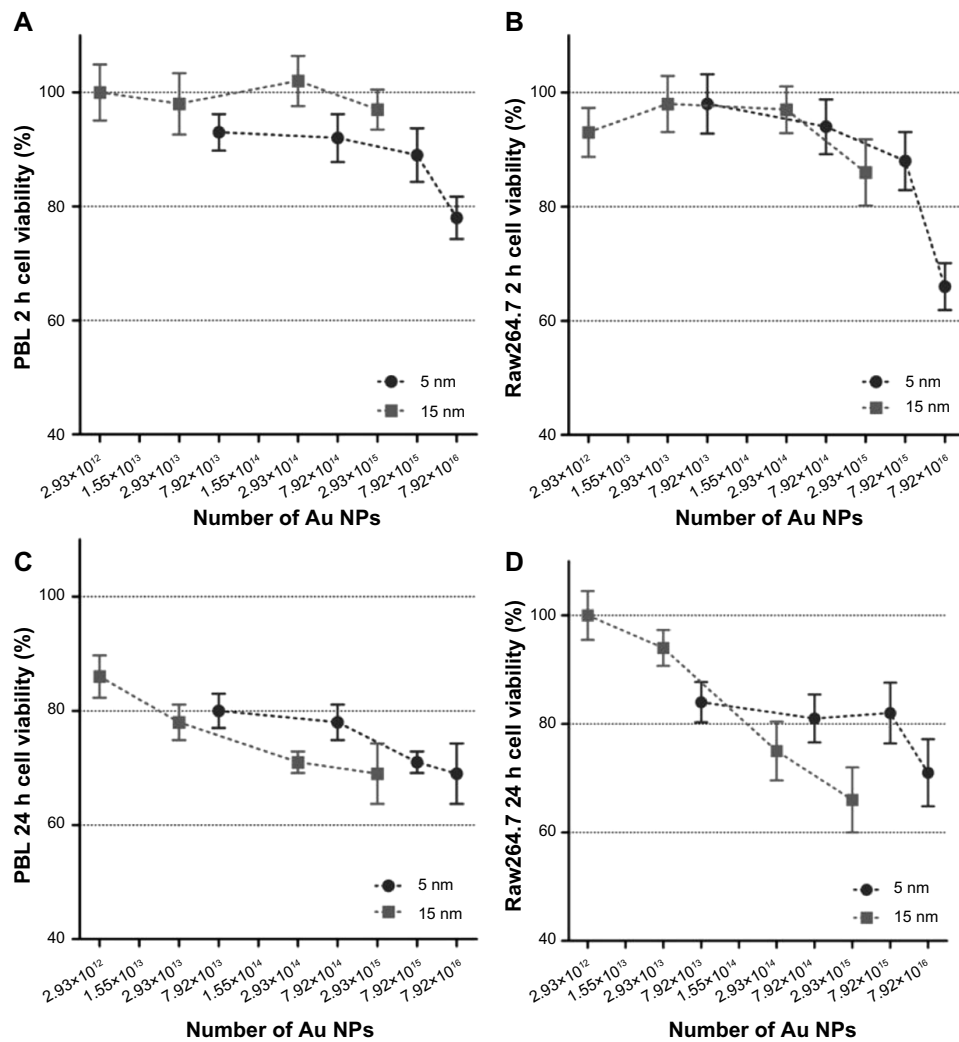 A
PBL 2 h cell viability (%)
100
80
60
40
5 nm
15 nm
2.93×10¹²
1.55×10¹³
2.93×10¹³
7.92×10¹³
1.55×10¹⁴
2.93×10¹⁴
7.92×10¹⁴
2.93×10¹⁵
7.92×10¹⁵
7.92×10¹⁶
Number of Au NPs
B
Raw264.7 2 h cell viability (%)
100
80
60
40
5 nm
15 nm
2.93×10¹²
1.55×10¹³
2.93×10¹³
7.92×10¹³
1.55×10¹⁴
2.93×10¹⁴
7.92×10¹⁴
2.93×10¹⁵
7.92×10¹⁵
7.92×10¹⁶
Number of Au NPs
C
PBL 24 h cell viability (%)
100
80
60
40
5 nm
15 nm
2.93×10¹²
1.55×10¹³
2.93×10¹³
7.92×10¹³
1.55×10¹⁴
2.93×10¹⁴
7.92×10¹⁴
2.93×10¹⁵
7.92×10¹⁵
7.92×10¹⁶
Number of Au NPs
D
Raw264.7 24 h cell viability (%)
100
80
60
40
5 nm
15 nm
2.93×10¹²
1.55×10¹³
2.93×10¹³
7.92×10¹³
1.55×10¹⁴
2.93×10¹⁴
7.92×10¹⁴
2.93×10¹⁵
7.92×10¹⁵
7.92×10¹⁶
Number of Au NPs